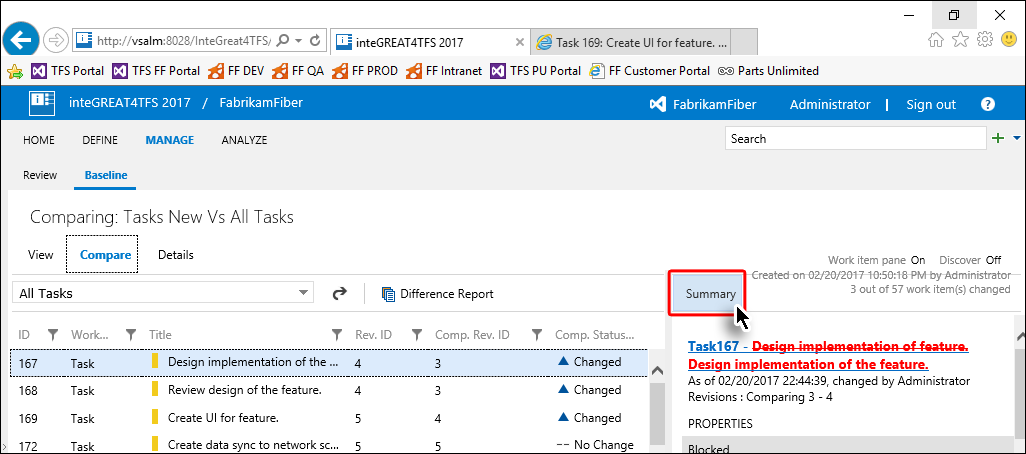 http://vsalm:8028/InteGreat4TFS/
inteGREAT4TFS 2017
Task 169: Create UI for feature. ...
TFS Portal
TFS FF Portal
FF DEV
FF QA
FF PROD
FF Intranet
TFS PU Portal
FF Customer Portal
Parts Unlimited
inteGREAT4TFS 2017 / FabrikamFiber
FabrikamFiber
Administrator | Sign out
?
HOME
DEFINE
MANAGE
ANALYZE
Search
Review
Baseline
Comparing: Tasks New Vs All Tasks
View
Compare
Details
Work item pane On Discover Off
Created on 02/20/2017 10:50:18 PM by Administrator
3 out of 57 work item(s) changed
All Tasks
Difference Report
Summary
ID Work... Title Rev. ID Comp. Rev. ID Comp. Status...
167 Task Design implementation of the ... 4 3 Changed
168 Task Review design of the feature. 4 3 Changed
169 Task Create UI for feature. 5 4 Changed
172 Task Create data sync to network sc... 5 5 -- No Change
Task167 - Design implementation of feature.
Design implementation of the feature.
As of 02/20/2017 22:44:39, changed by Administrator
Revisions : Comparing 3 - 4
PROPERTIES
Blocked